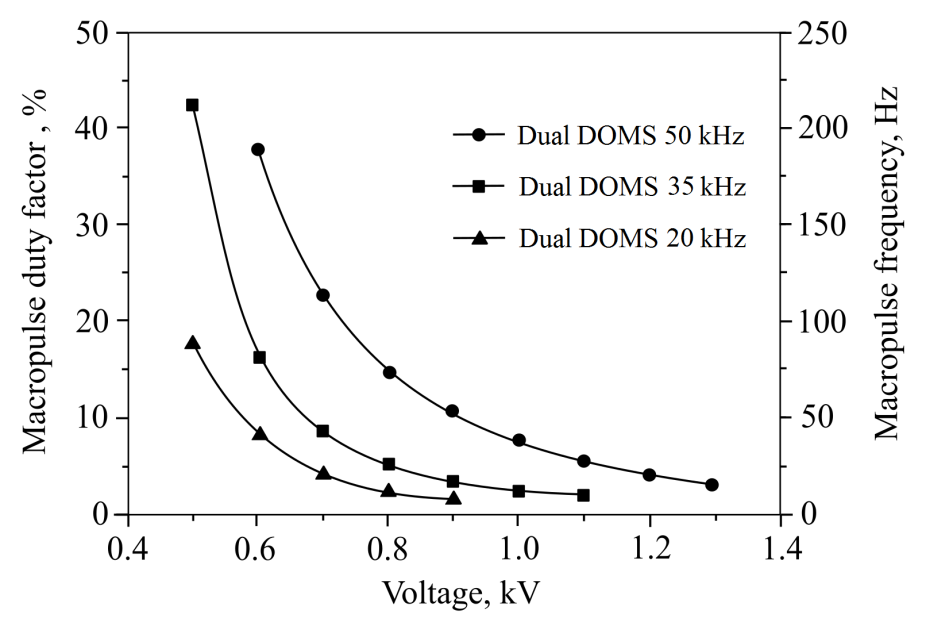 50
40
30
20
10
0
Macropulse duty factor , %
250
200
150
100
50
0
Macropulse frequency, Hz
Dual DOMS 50 kHz
Dual DOMS 35 kHz
Dual DOMS 20 kHz
0.4 0.6 0.8 1.0 1.2 1.4
Voltage, kV